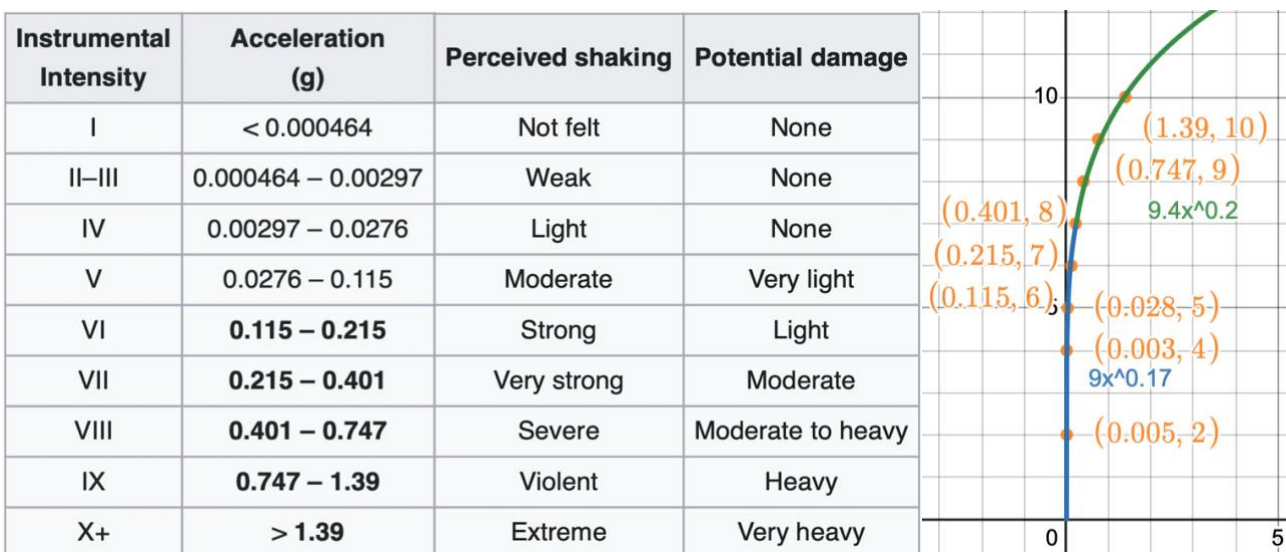 Instrumental Intensity Acceleration (g) Perceived shaking Potential damage
I < 0.000464 Not felt None
II–III 0.000464 – 0.00297 Weak None
IV 0.00297 – 0.0276 Light None
V 0.0276 – 0.115 Moderate Very light
VI 0.115 – 0.215 Strong Light
VII 0.215 – 0.401 Very strong Moderate
VIII 0.401 – 0.747 Severe Moderate to heavy
IX 0.747 – 1.39 Violent Heavy
X+ > 1.39 Extreme Very heavy
10
(1.39, 10)
(0.747, 9)
(0.401, 8) 9.4x^0.2
(0.215, 7)
(0.115, 6) 5 (0.028, 5)
(0.003, 4)
9x^0.17
(0.005, 2)
0 5